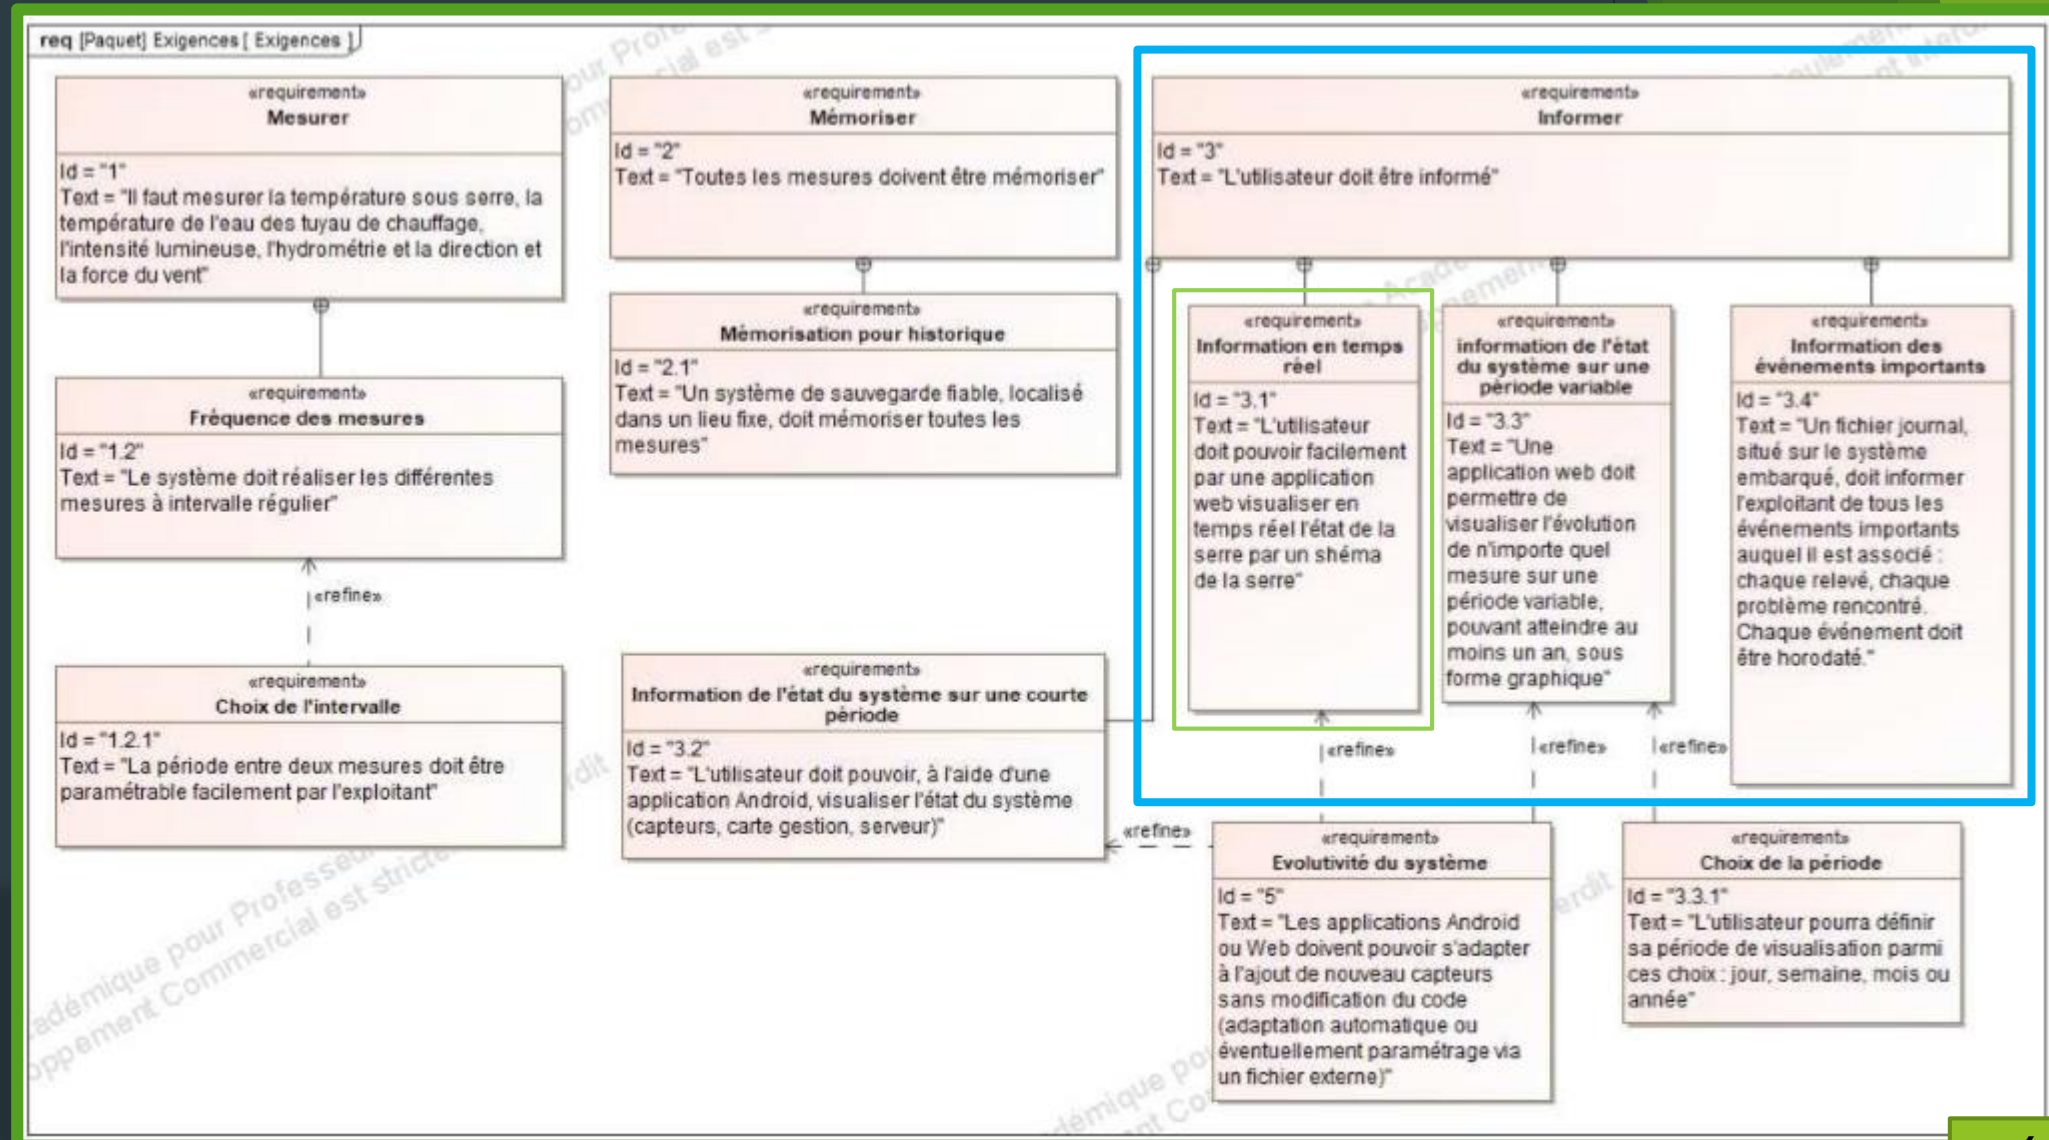 req [Paquet] Exigences [ Exigences ]
«requirement»
Mesurer
Id = "1"
Text = "Il faut mesurer la température sous serre, la
température de l'eau des tuyau de chauffage,
l'intensité lumineuse, l'hydrométrie et la direction et
la force du vent"
«requirement»
Fréquence des mesures
Id = "1.2"
Text = "Le système doit réaliser les différentes
mesures à intervalle régulier"
«refine»
«requirement»
Choix de l'intervalle
Id = "1.2.1"
Text = "La période entre deux mesures doit être
paramétrable facilement par l'exploitant"
«requirement»
Mémoriser
Id = "2"
Text = "Toutes les mesures doivent être mémoriser"
«requirement»
Mémorisation pour historique
Id = "2.1"
Text = "Un système de sauvegarde fiable, localisé
dans un lieu fixe, doit mémoriser toutes les
mesures"
«requirement»
Information de l'état du système sur une courte
période
Id = "3.2"
Text = "L'utilisateur doit pouvoir, à l'aide d'une
application Android, visualiser l'état du système
(capteurs, carte gestion, serveur)"
«requirement»
Informer
Id = "3"
Text = "L'utilisateur doit être informé"
«requirement»
Information en temps
réel
Id = "3.1"
Text = "L'utilisateur
doit pouvoir facilement
par une application
web visualiser en
temps réel l'état de la
serre par un shéma
de la serre"
«requirement»
information de l'état
du système sur une
période variable
Id = "3.3"
Text = "Une
application web doit
permettre de
visualiser l'évolution
de n'importe quel
mesure sur une
période variable,
pouvant atteindre au
moins un an, sous
forme graphique"
«requirement»
Information des
évènements importants
Id = "3.4"
Text = "Un fichier journal,
situé sur le système
embarqué, doit informer
l'exploitant de tous les
événements importants
auquel il est associé :
chaque relevé, chaque
problème rencontré.
Chaque événement doit
être horodaté."
«refine»
«refine»
«refine»
«refine»
«requirement»
Evolutivité du système
Id = "5"
Text = "Les applications Android
ou Web doivent pouvoir s'adapter
à l'ajout de nouveau capteurs
sans modification du code
(adaptation automatique ou
éventuellement paramétrage via
un fichier externe)"
«requirement»
Choix de la période
Id = "3.3.1"
Text = "L'utilisateur pourra définir
sa période de visualisation parmi
ces choix : jour, semaine, mois ou
année"